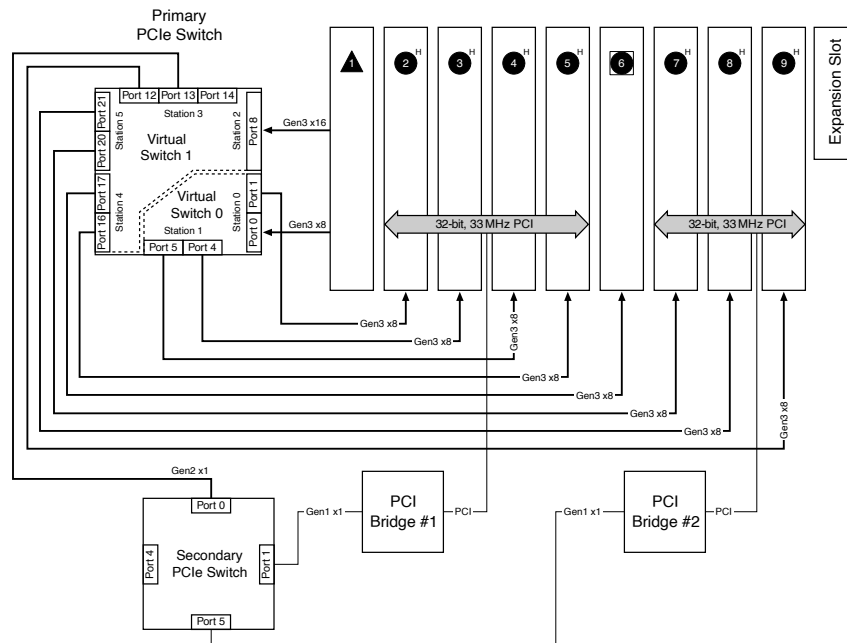 Primary
PCIe Switch
1
2 H
3 H
4 H
5 H
6
7 H
8 H
9 H
Expansion Slot
Port 12
Port 13
Port 14
Station 3
Port 21
Port 20
Station 5
Station 2
Port 8
Gen3 x16
Virtual
Switch 1
Port 17
Port 16
Station 4
Virtual
Switch 0
Station 0
Port 1
Port 0
Gen3 x8
Station 1
Port 5
Port 4
32-bit, 33 MHz PCI
32-bit, 33 MHz PCI
Gen3 x8
Gen3 x8
Gen3 x8
Gen3 x8
Gen3 x8
Gen3 x8
Gen3 x8
Gen3 x8
Gen2 x1
Port 0
Port 4
Secondary
PCIe Switch
Port 1
Port 5
Gen1 x1
PCI
Bridge #1
PCI
Gen1 x1
PCI
Bridge #2
PCI